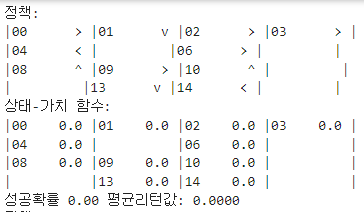 정책:
|00 > |01 v |02 > |03 > |
|04 < | |06 > | |
|08 ^ |09 > |10 ^ | |
| |13 v |14 < | |
상태-가치 함수:
|00 0.0 |01 0.0 |02 0.0 |03 0.0 |
|04 0.0 | |06 0.0 | |
|08 0.0 |09 0.0 |10 0.0 | |
| |13 0.0 |14 0.0 | |
성공확률 0.00 평균리턴값: 0.0000